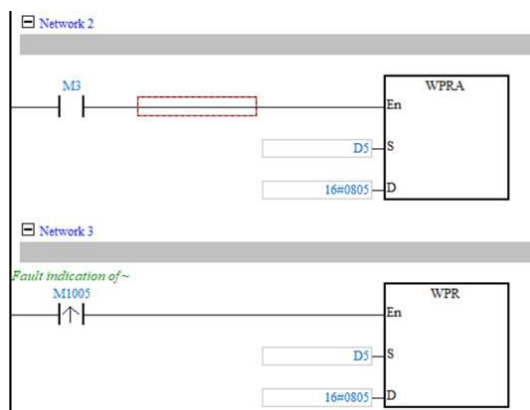 Network 2
M3
WPRA
En
D5 S
16#0805 D
Network 3
Fault indication of~
M1005
WPR
En
D5 S
16#0805 D